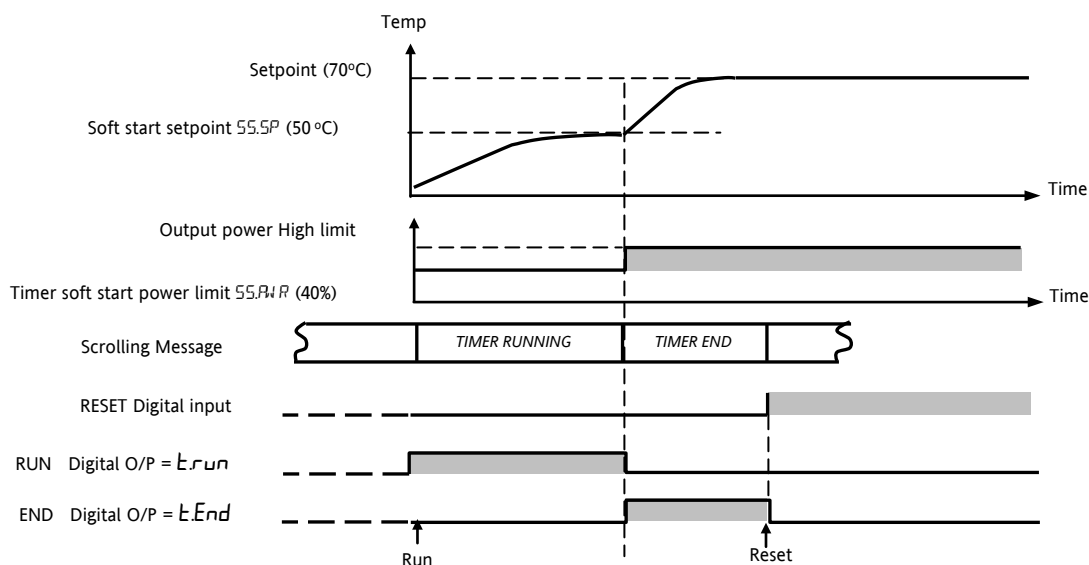 Temp
Setpoint (70°C)
Soft start setpoint SS.SP (50 °C)
Time
Output power High limit
Timer soft start power limit SS.PWR (40%)
Time
Scrolling Message
TIMER RUNNING
TIMER END
RESET Digital input
RUN Digital O/P = t.run
END Digital O/P = t.End
Run
Reset